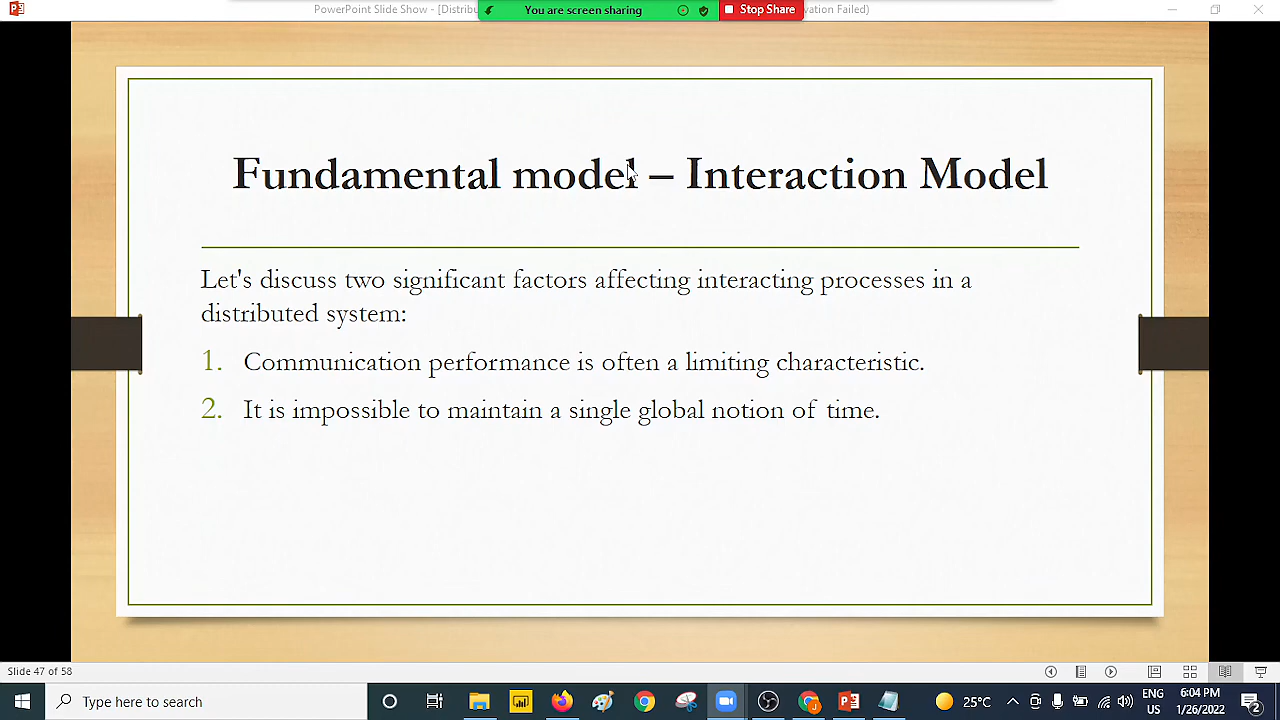 PowerPoint Slide Show - [Distribu
You are screen sharing
Stop Share
vation Failed)
Fundamental model – Interaction Model
Let's discuss two significant factors affecting interacting processes in a
distributed system:
1. Communication performance is often a limiting characteristic.
2. It is impossible to maintain a single global notion of time.
Slide 47 of 58
Type here to search
25°C
ENG
US
6:04 PM
1/26/2022
2